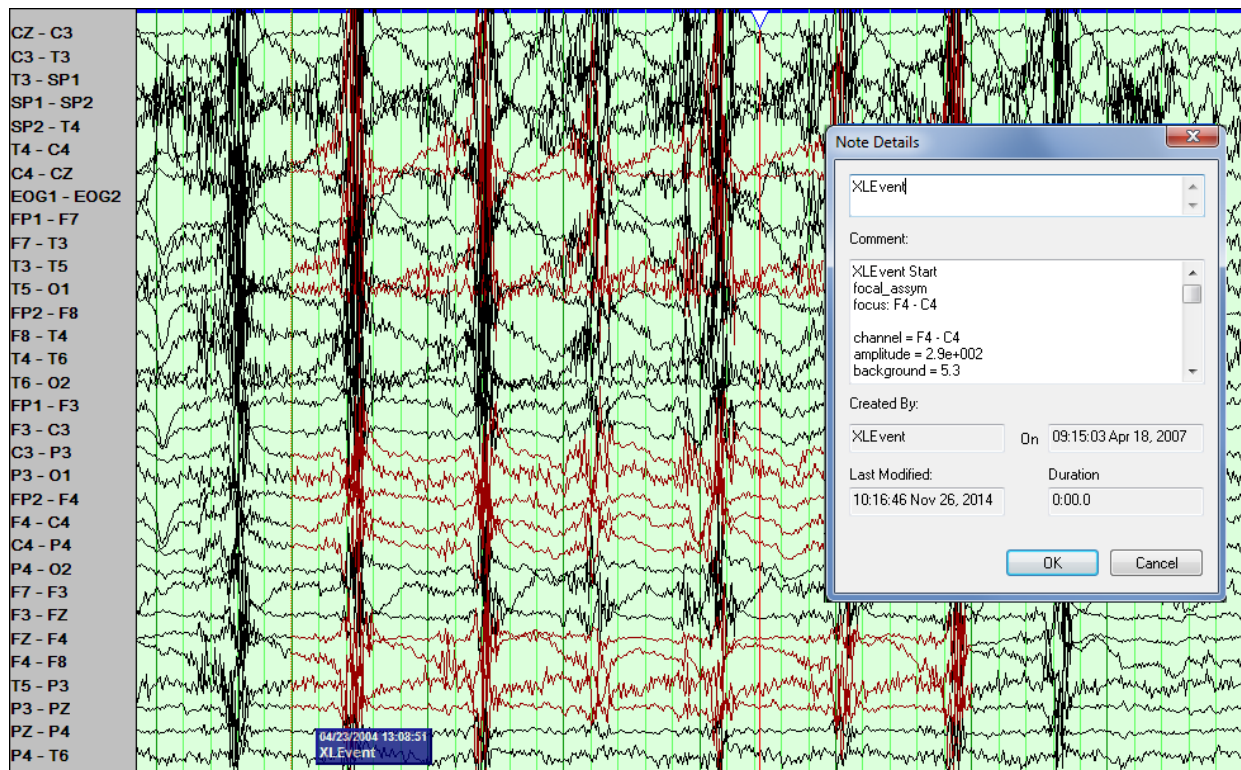 CZ - C3
C3 - T3
T3 - SP1
SP1 - SP2
SP2 - T4
T4 - C4
C4 - CZ
EOG1 - EOG2
FP1 - F7
F7 - T3
T3 - T5
T5 - O1
FP2 - F8
F8 - T4
T4 - T6
T6 - O2
FP1 - F3
F3 - C3
C3 - P3
P3 - O1
FP2 - F4
F4 - C4
C4 - P4
P4 - O2
F7 - F3
F3 - FZ
FZ - F4
F4 - F8
T5 - P3
P3 - PZ
PZ - P4
P4 - T6
04/23/2004 13:08:51
XLEvent
Note Details
XLEvent
Comment:
XLEvent Start
focal_assym
focus: F4 - C4
channel = F4 - C4
amplitude = 2.9e+002
background = 5.3
Created By:
XLEvent On 09:15:03 Apr 18, 2007
Last Modified: Duration
10:16:46 Nov 26, 2014 0:00.0
OK Cancel